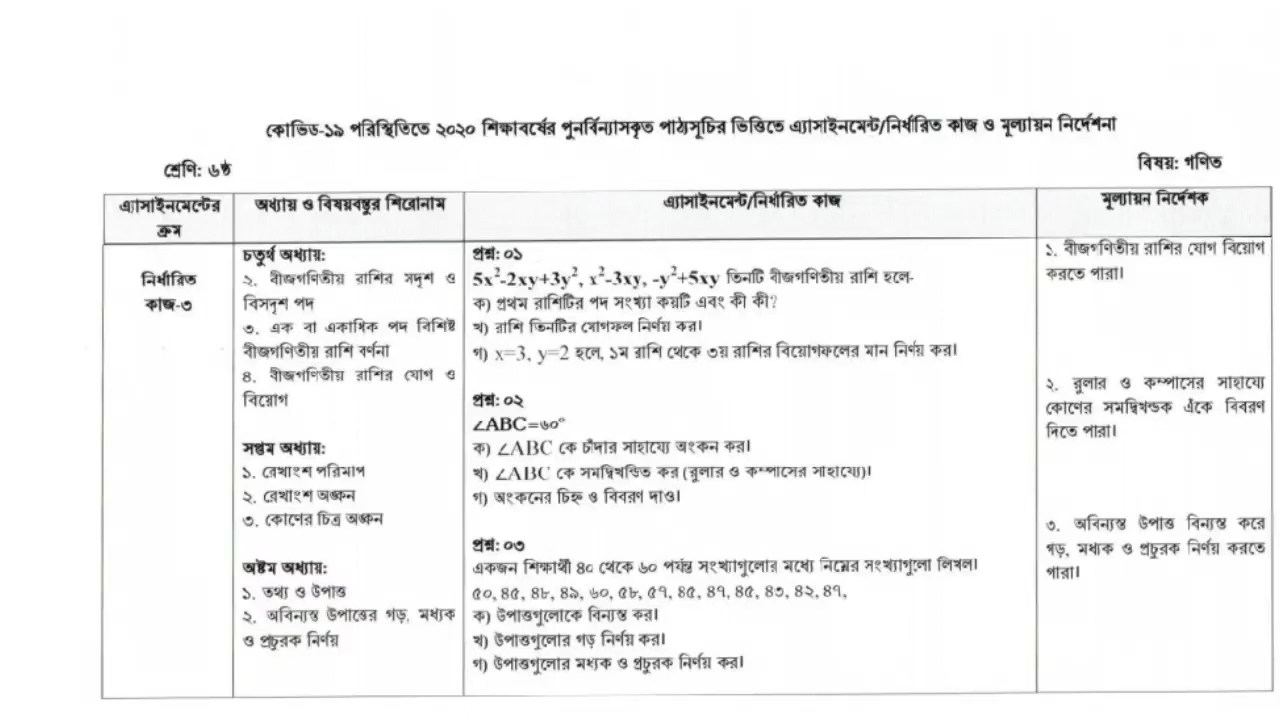 কোভিড-১৯ পরিস্থিতিতে ২০২০ শিক্ষাবর্ষের পুনর্বিন্যাসকৃত পাঠ্যসূচির ভিত্তিতে এ্যাসাইনমেন্ট/নির্ধারিত কাজ ও মূল্যায়ন নির্দেশনা
শ্রেণি: ৬ষ্ঠ
বিষয়: গণিত
এ্যাসাইনমেন্টের
ক্রম
অধ্যায় ও বিষয়বস্তুর শিরোনাম
এ্যাসাইনমেন্ট/নির্ধারিত কাজ
মূল্যায়ন নির্দেশক
নির্ধারিত
কাজ-৩
চতুর্থ অধ্যায়:
২. বীজগণিতীয় রাশির সদৃশ ও
বিসদৃশ পদ
৩. এক বা একাধিক পদ বিশিষ্ট
বীজগণিতীয় রাশি বর্ণনা
৪. বীজগণিতীয় রাশির যোগ ও
বিয়োগ
সপ্তম অধ্যায়:
১. রেখাংশ পরিমাপ
২. রেখাংশ অঙ্কন
৩. কোণের চিত্র অঙ্কন
অষ্টম অধ্যায়:
১. তথ্য ও উপাত্ত
২. অবিন্যস্ত উপাত্তের গড়, মধ্যক
ও প্রচুরক নির্ণয়
প্রশ্ন: ০১
5x²-2xy+3y², x²-3xy, -y²+5xy তিনটি বীজগণিতীয় রাশি হলে-
ক) প্রথম রাশিটির পদ সংখ্যা কয়টি এবং কী কী?
খ) রাশি তিনটির যোগফল নির্ণয় কর।
গ) x=3, y=2 হলে, ১ম রাশি থেকে ৩য় রাশির বিয়োগফলের মান নির্ণয় কর।
প্রশ্ন: ০২
∠ABC=৬০°
ক) ∠ABC কে চাঁদার সাহায্যে অংকন কর।
খ) ∠ABC কে সমদ্বিখন্ডিত কর (রুলার ও কম্পাসের সাহায্যে)।
গ) অংকনের চিহ্ন ও বিবরণ দাও।
প্রশ্ন: ০৩
একজন শিক্ষার্থী ৪০ থেকে ৬০ পর্যন্ত সংখ্যাগুলোর মধ্যে নিম্নের সংখ্যাগুলো লিখল।
৫০, ৪৫, ৪৮, ৪৯, ৬০, ৫৮, ৫৭, ৪৫, ৪৭, ৪৫, ৪৩, ৪২, ৪৭,
ক) উপাত্তগুলোকে বিন্যস্ত কর।
খ) উপাত্তগুলোর গড় নির্ণয় কর।
গ) উপাত্তগুলোর মধ্যক ও প্রচুরক নির্ণয় কর।
১. বীজগণিতীয় রাশির যোগ বিয়োগ
করতে পারা।
২. রুলার ও কম্পাসের সাহায্যে
কোণের সমদ্বিখন্ডক এঁকে বিবরণ
দিতে পারা।
৩. অবিন্যস্ত উপাত্ত বিন্যস্ত করে
গড়, মধ্যক ও প্রচুরক নির্ণয় করতে
পারা।